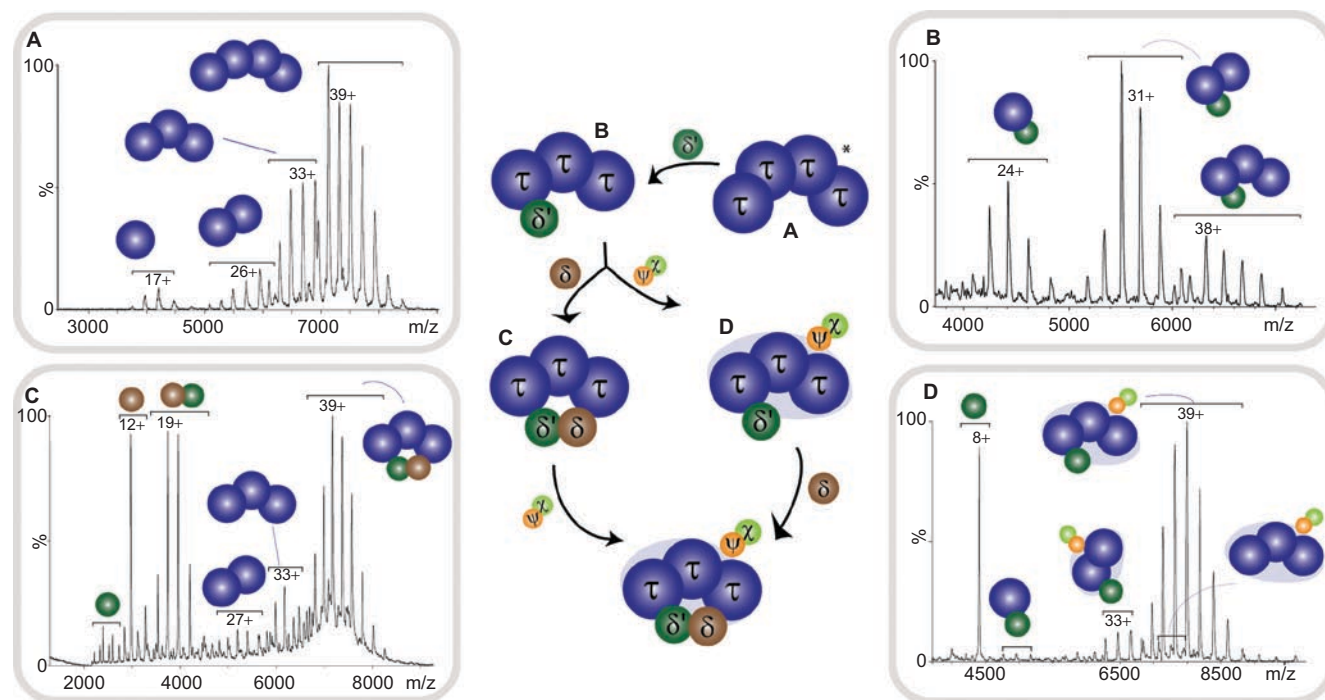 A
100
%
0
17+
26+
33+
39+
3000
5000
7000
m/z
B
100
%
0
24+
31+
38+
4000
5000
6000
m/z
B
τ
τ
τ
δ'
δ'
*
τ
τ
τ
τ
A
δ
ψ
χ
C
τ
τ
τ
δ'
δ
D
ψ
χ
τ
τ
τ
δ'
ψ
χ
δ
ψ
χ
τ
τ
τ
δ'
δ
C
100
%
0
12+
19+
27+
33+
39+
2000
4000
6000
8000
m/z
D
100
%
0
8+
33+
39+
4500
6500
8500
m/z